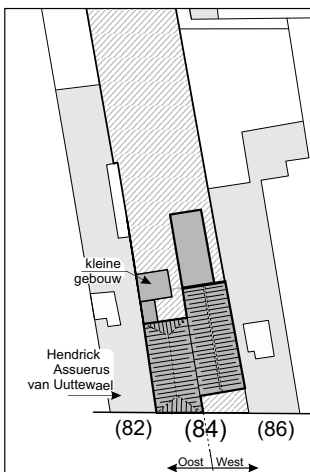 kleine
gebouw
Hendrick
Assuerus
van Uuttewael
(82) (84) (86)
Oost West